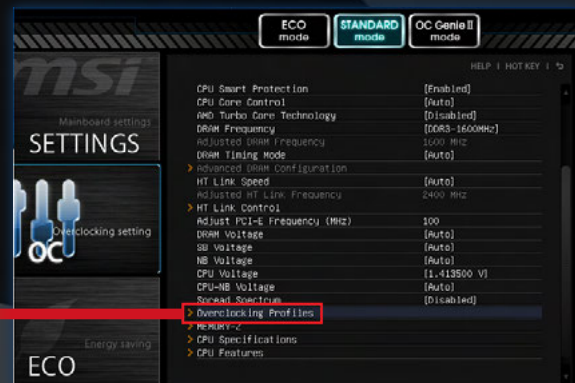 ECO mode
STANDARD mode
OC Genie II mode
HELP | HOT KEY |
msi
Mainboard settings
SETTINGS
Overclocking setting
OC
Energy saving
ECO
CPU Smart Protection [Enabled]
CPU Core Control [Auto]
AMD Turbo Core Technology [Disabled]
DRAM Frequency [DDR3-1600MHz]
Adjusted DRAM Frequency 1600 MHz
DRAM Timing Mode [Auto]
> Advanced DRAM Configuration
HT Link Speed [Auto]
Adjusted HT Link Frequency 2400 MHz
> HT Link Control
Adjust PCI-E Frequency (MHz) 100
DRAM Voltage [Auto]
SB Voltage [Auto]
NB Voltage [Auto]
CPU Voltage [1.413500 V]
CPU-NB Voltage [Auto]
Spread Spectrum [Disabled]
> Overclocking Profiles
> MEMORY-Z
> CPU Specifications
> CPU Features